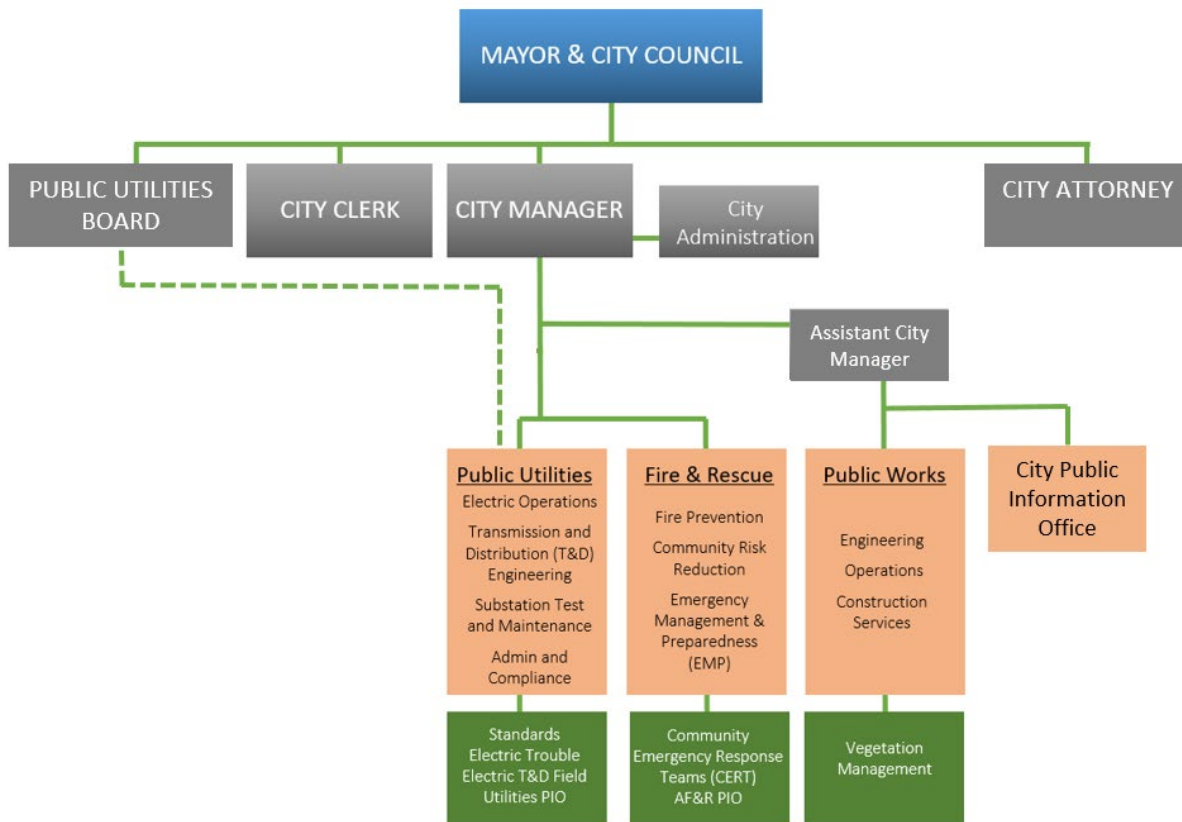 MAYOR & CITY COUNCIL
PUBLIC UTILITIES
BOARD
CITY CLERK
CITY MANAGER
City
Administration
CITY ATTORNEY
Assistant City
Manager
Public Utilities
Electric Operations
Transmission and
Distribution (T&D)
Engineering
Substation Test
and Maintenance
Admin and
Compliance
Fire & Rescue
Fire Prevention
Community Risk
Reduction
Emergency
Management &
Preparedness
(EMP)
Public Works
Engineering
Operations
Construction
Services
City Public
Information
Office
Standards
Electric Trouble
Electric T&D Field
Utilities PIO
Community
Emergency Response
Teams (CERT)
AF&R PIO
Vegetation
Management